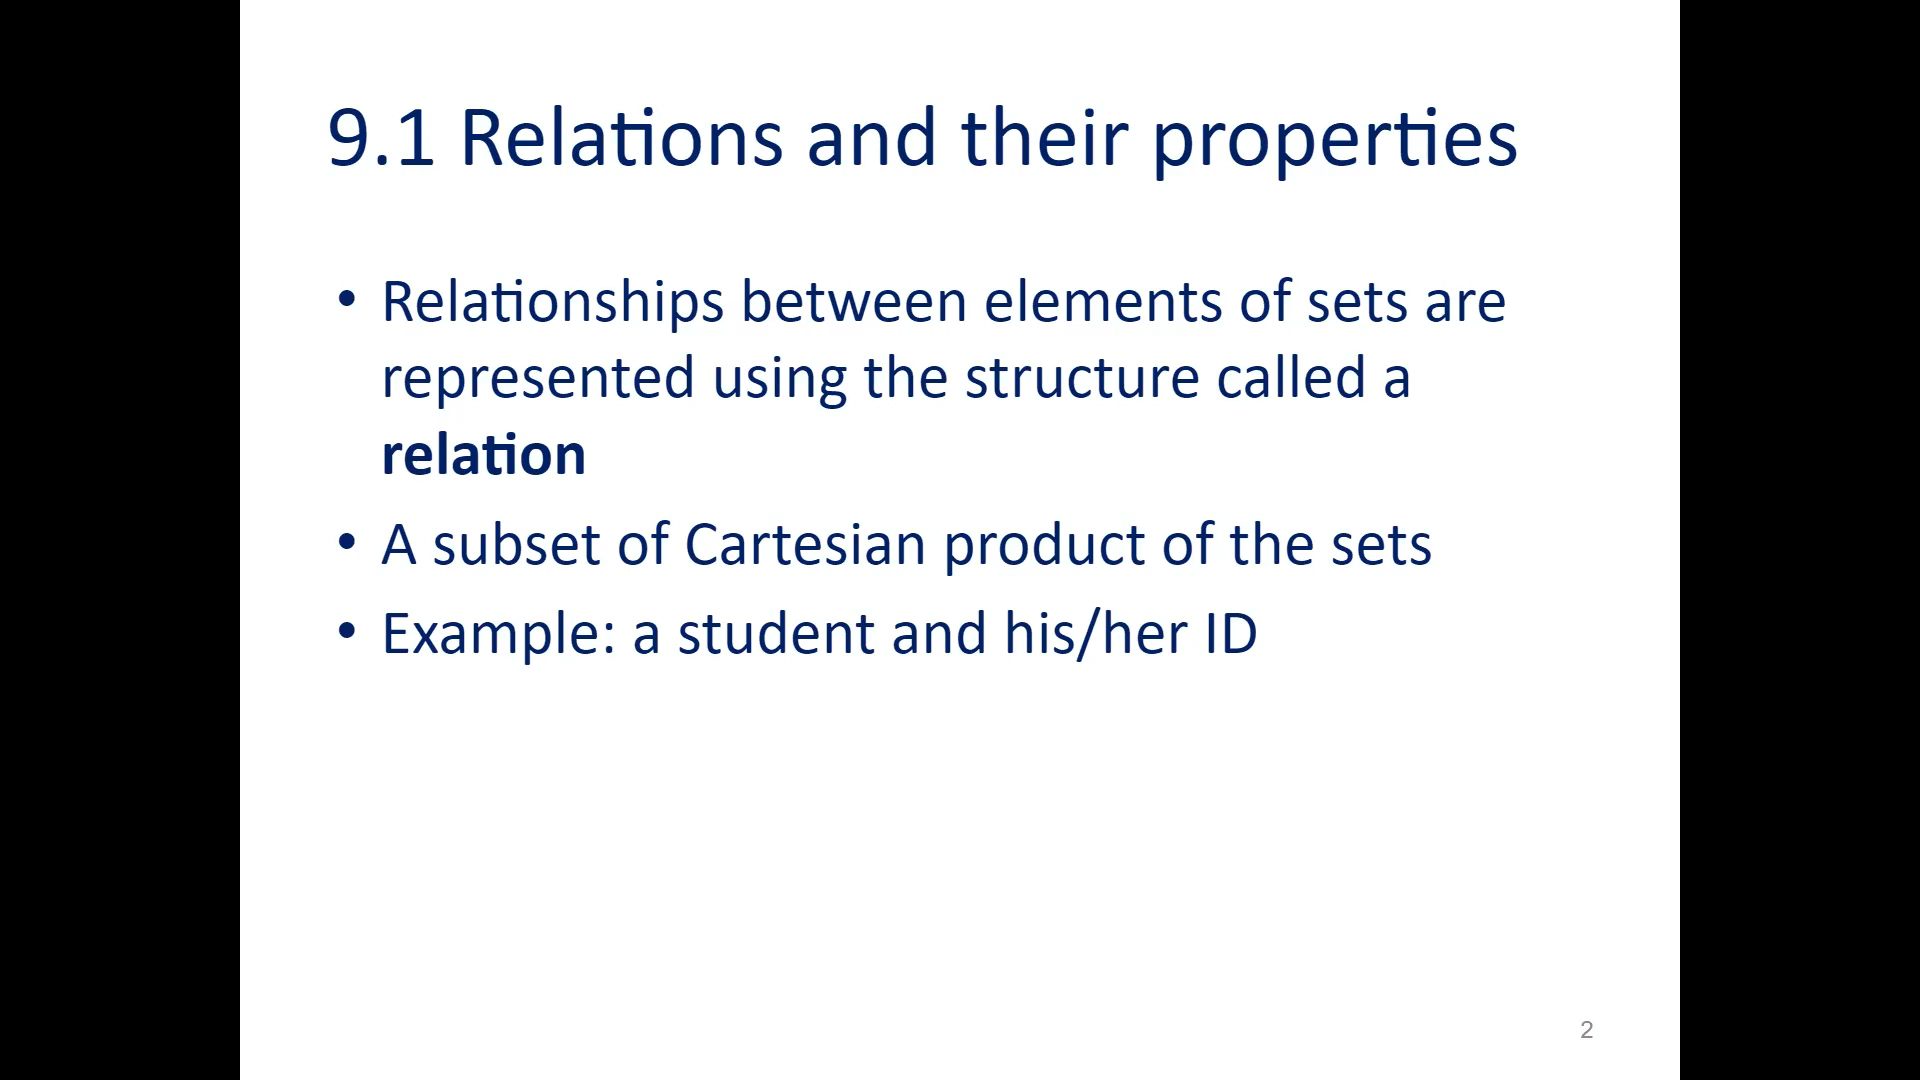 9.1 Relations and their properties
• Relationships between elements of sets are
represented using the structure called a
relation
• A subset of Cartesian product of the sets
• Example: a student and his/her ID
2